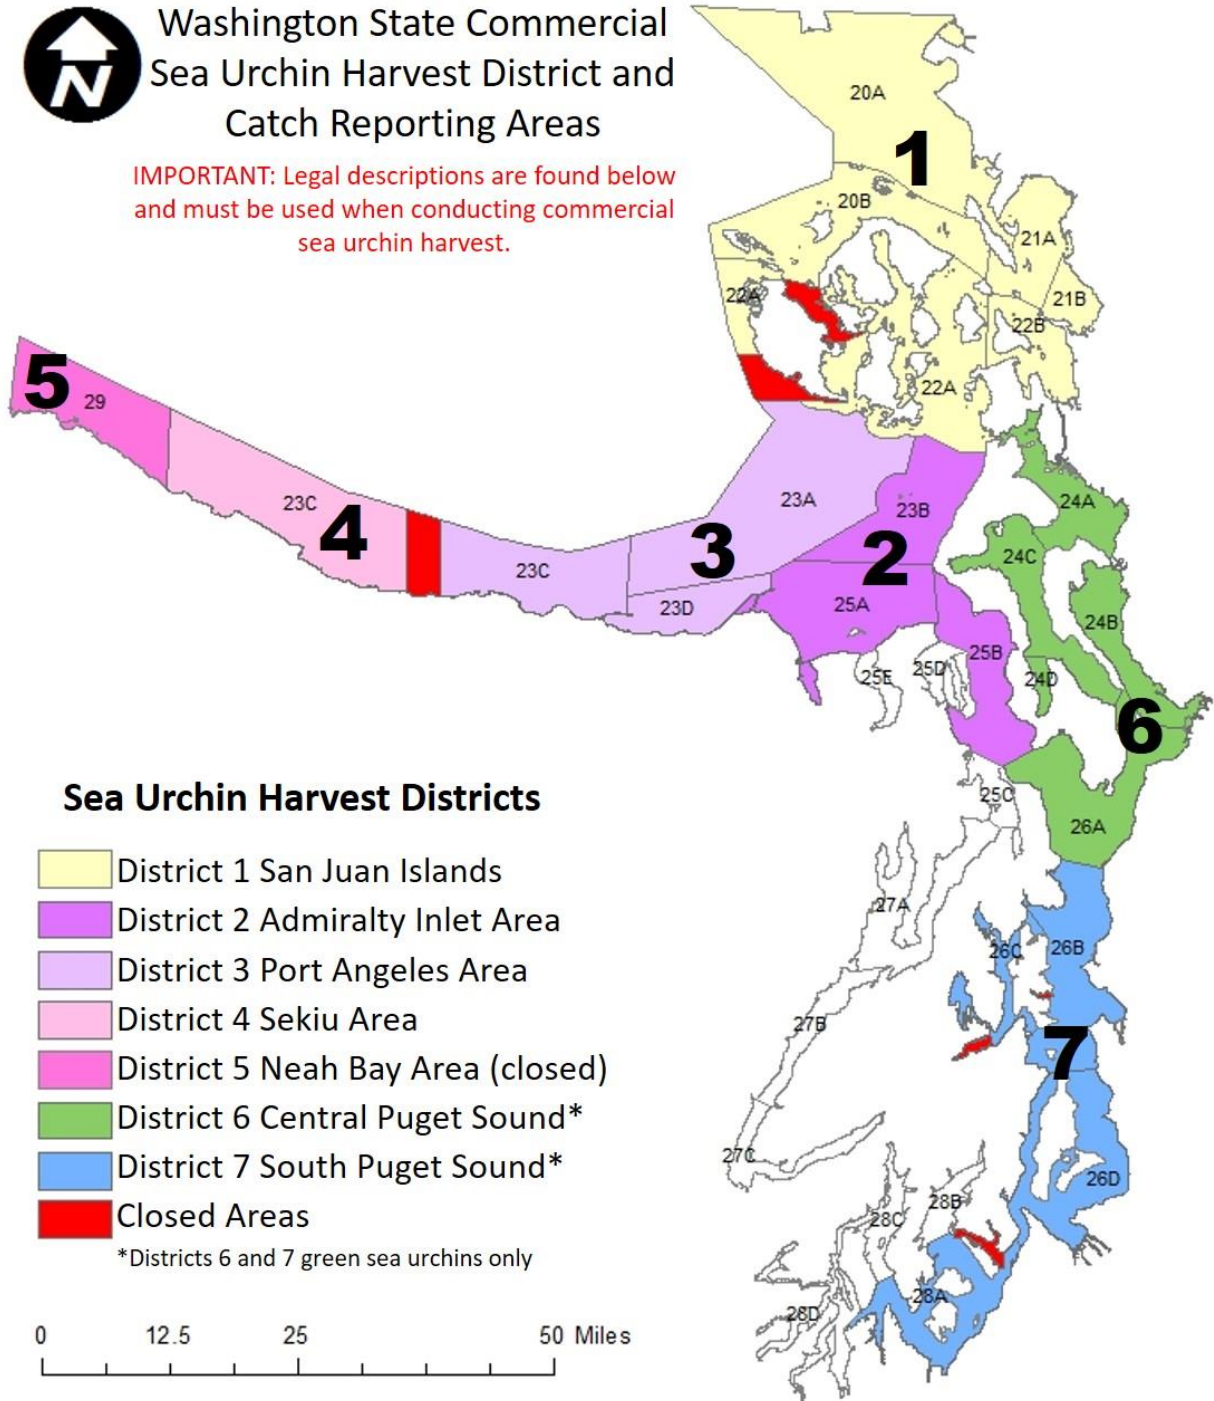 N
Washington State Commercial
Sea Urchin Harvest District and
Catch Reporting Areas
IMPORTANT: Legal descriptions are found below
and must be used when conducting commercial
sea urchin harvest.
20A
1
20B
21A
22A
21B
22B
5
29
22A
23C
4
23A
23B
24A
3
2
24C
23C
23D
25A
24B
25B
25E
25D
24D
6
25C
26A
27A
26C
26B
27B
7
27C
26D
28B
28C
28A
28D
Sea Urchin Harvest Districts
District 1 San Juan Islands
District 2 Admiralty Inlet Area
District 3 Port Angeles Area
District 4 Sekiu Area
District 5 Neah Bay Area (closed)
District 6 Central Puget Sound*
District 7 South Puget Sound*
Closed Areas
*Districts 6 and 7 green sea urchins only
0 12.5 25 50 Miles